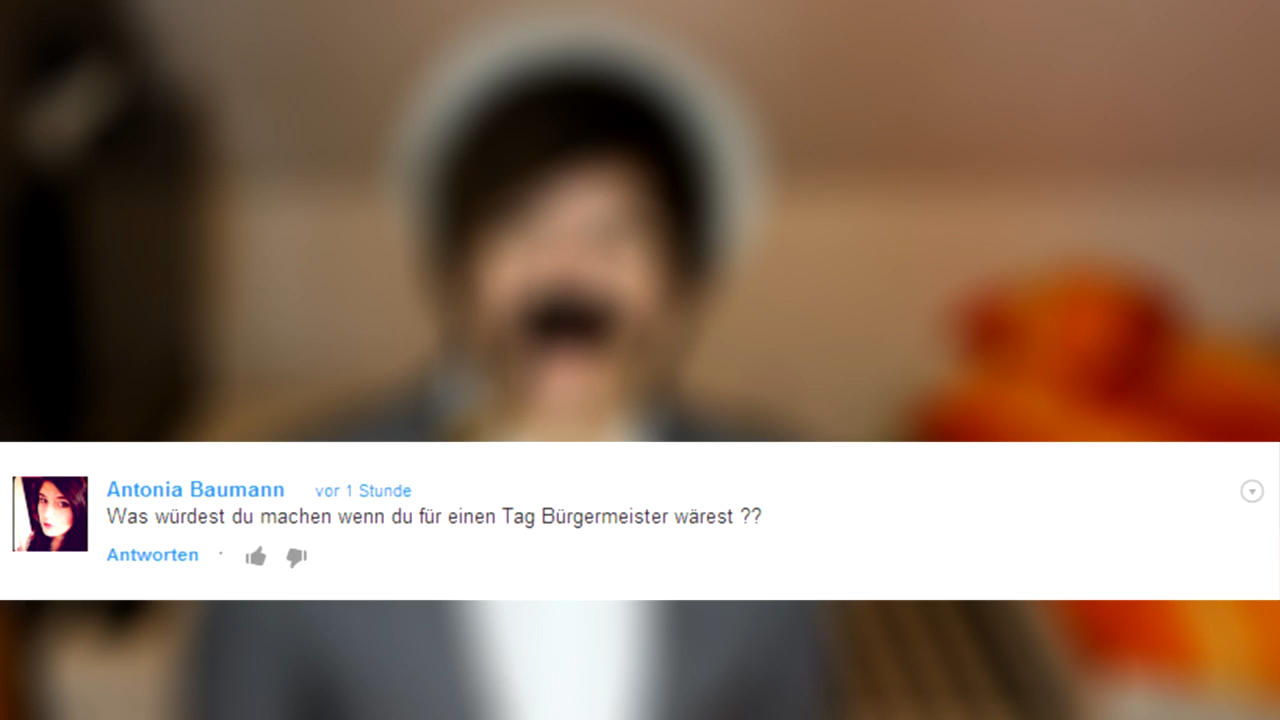 Antonia Baumann vor 1 Stunde
Was würdest du machen wenn du für einen Tag Bürgermeister wärest ??
Antworten ·